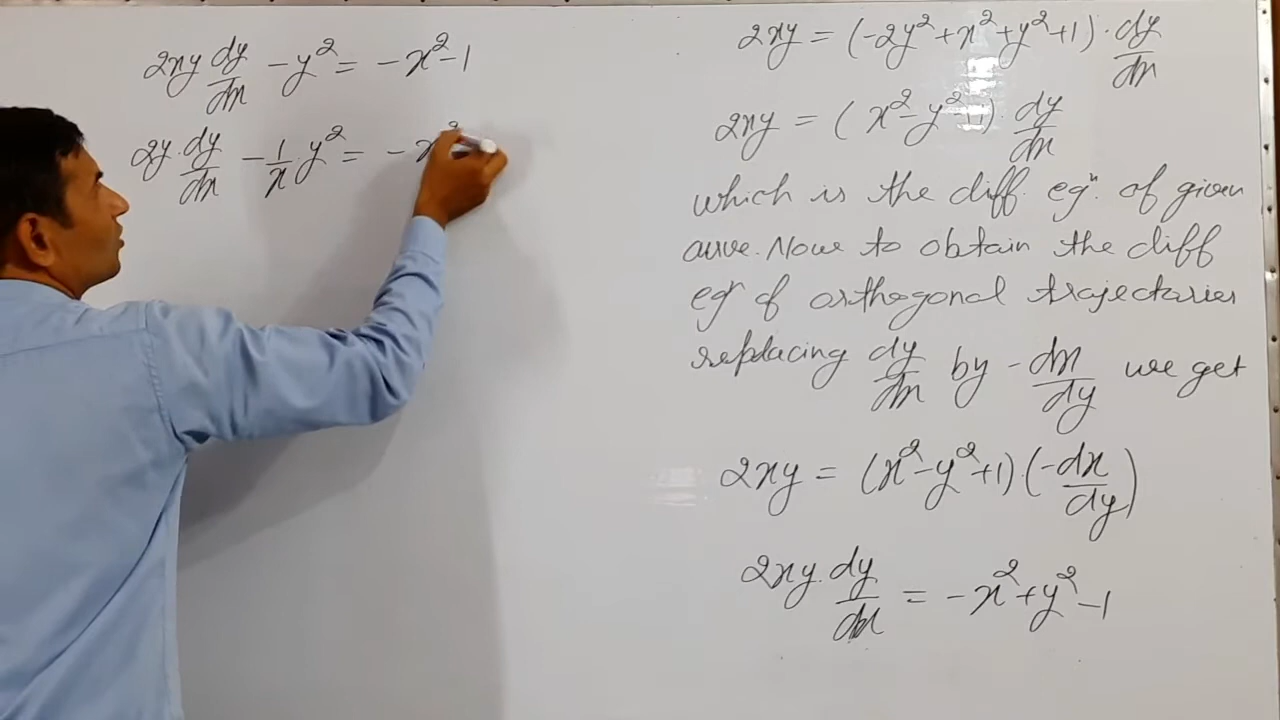 2xy dy/dx - y² = -x²-1
2y. dy/dx - 1/x . y² = - x²
2xy = (-2y²+x²+y²+1). dy/dx
2xy = (x²-y²+1). dy/dx
which is the diff. eqⁿ. of given
curve. Now to obtain the diff
eqⁿ of orthogonal trajectories
replacing dy/dx by -dx/dy we get
2xy = (x²-y²+1)(-dx/dy)
2xy. dy/dx = -x²+y²-1